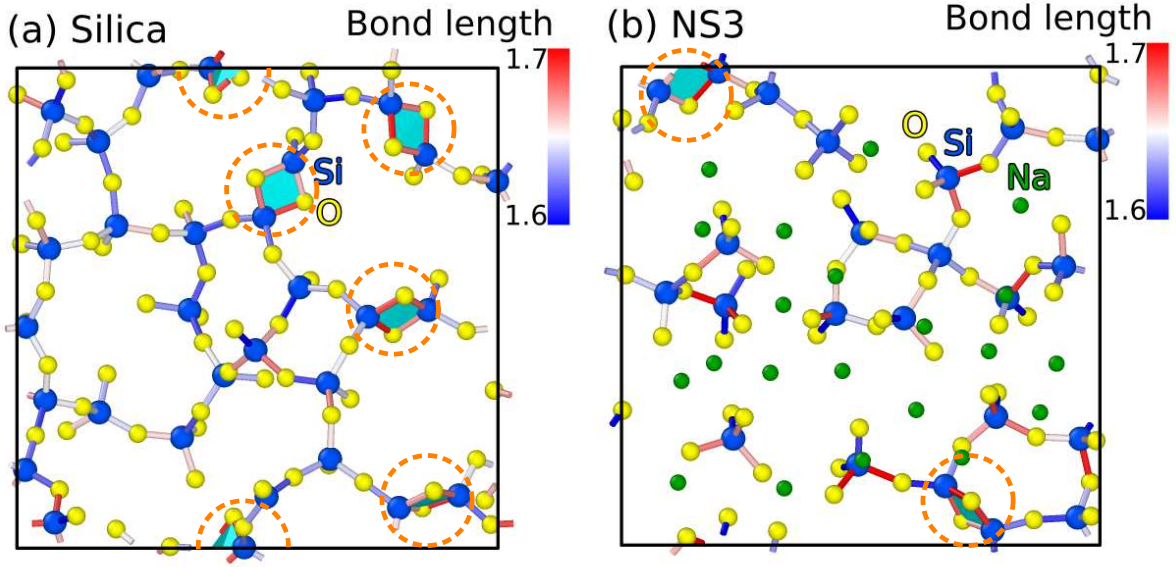 (a) Silica
Bond length
1.7
1.6
Si
O
(b) NS3
Bond length
1.7
1.6
O
Si
Na